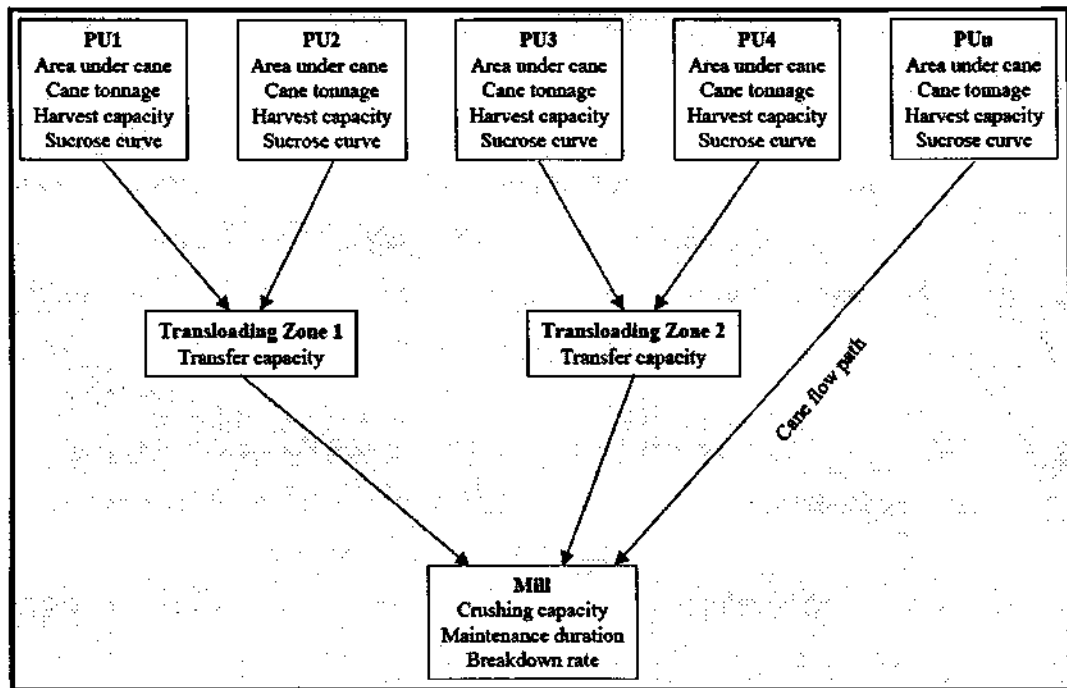 PU1
Area under cane
Cane tonnage
Harvest capacity
Sucrose curve
PU2
Area under cane
Cane tonnage
Harvest capacity
Sucrose curve
PU3
Area under cane
Cane tonnage
Harvest capacity
Sucrose curve
PU4
Area under cane
Cane tonnage
Harvest capacity
Sucrose curve
PUn
Area under cane
Cane tonnage
Harvest capacity
Sucrose curve
Transloading Zone 1
Transfer capacity
Transloading Zone 2
Transfer capacity
Cane flow path
Mill
Crushing capacity
Maintenance duration
Breakdown rate